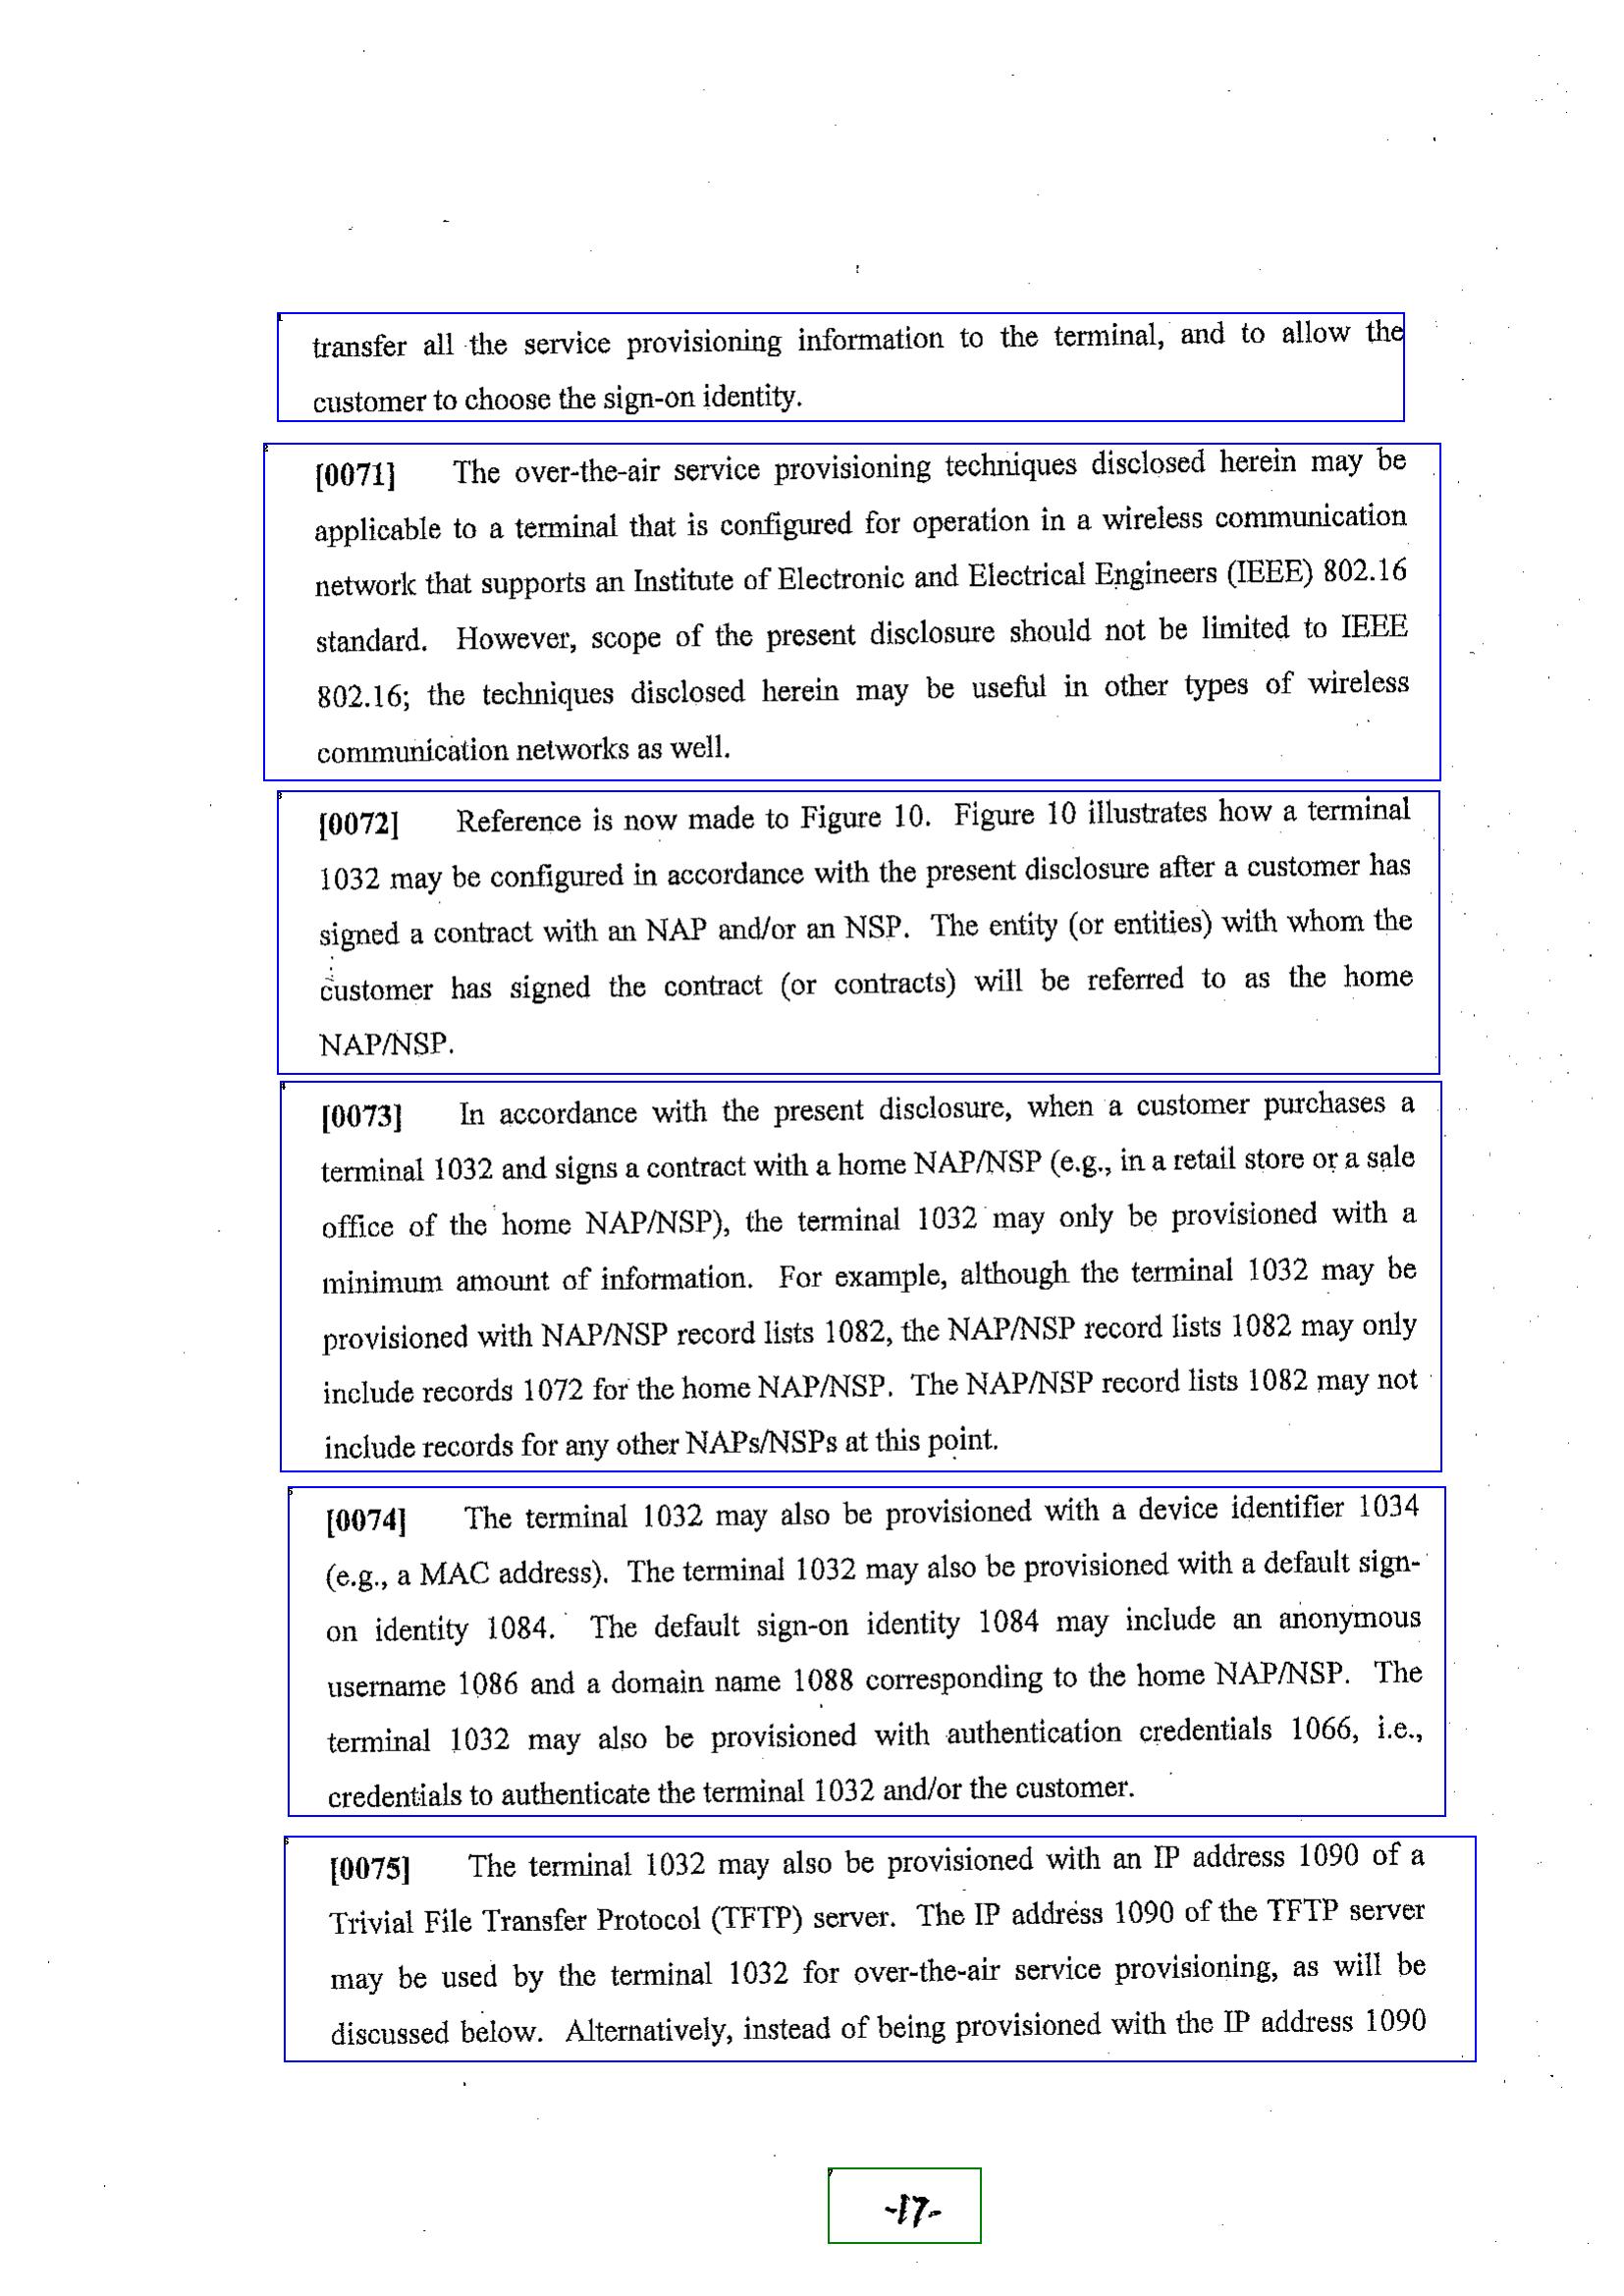 transfer all the service provisioning information to the terminal, and to allow the
customer to choose the sign-on identity.
[0071] The over-the-air service provisioning techniques disclosed herein may be
applicable to a terminal that is configured for operation in a wireless communication
network that supports an Institute of Electronic and Electrical Engineers (IEEE) 802.16
standard. However, scope of the present disclosure should not be limited to IEEE
802.16; the techniques disclosed herein may be useful in other types of wireless
communication networks as well.
[0072] Reference is now made to Figure 10. Figure 10 illustrates how a terminal
1032 may be configured in accordance with the present disclosure after a customer has
signed a contract with an NAP and/or an NSP. The entity (or entities) with whom the
customer has signed the contract (or contracts) will be referred to as the home
NAP/NSP.
[0073] In accordance with the present disclosure, when a customer purchases a
terminal 1032 and signs a contract with a home NAP/NSP (e.g., in a retail store or a sale
office of the home NAP/NSP), the terminal 1032 may only be provisioned with a
minimum amount of information. For example, although the terminal 1032 may be
provisioned with NAP/NSP record lists 1082, the NAP/NSP record lists 1082 may only
include records 1072 for the home NAP/NSP. The NAP/NSP record lists 1082 may not
include records for any other NAPs/NSPs at this point.
[0074] The terminal 1032 may also be provisioned with a device identifier 1034
(e.g., a MAC address). The terminal 1032 may also be provisioned with a default sign-
on identity 1084. The default sign-on identity 1084 may include an anonymous
username 1086 and a domain name 1088 corresponding to the home NAP/NSP. The
terminal 1032 may also be provisioned with authentication credentials 1066, i.e.,
credentials to authenticate the terminal 1032 and/or the customer.
[0075] The terminal 1032 may also be provisioned with an IP address 1090 of a
Trivial File Transfer Protocol (TFTP) server. The IP address 1090 of the TFTP server
may be used by the terminal 1032 for over-the-air service provisioning, as will be
discussed below. Alternatively, instead of being provisioned with the IP address 1090
-17-